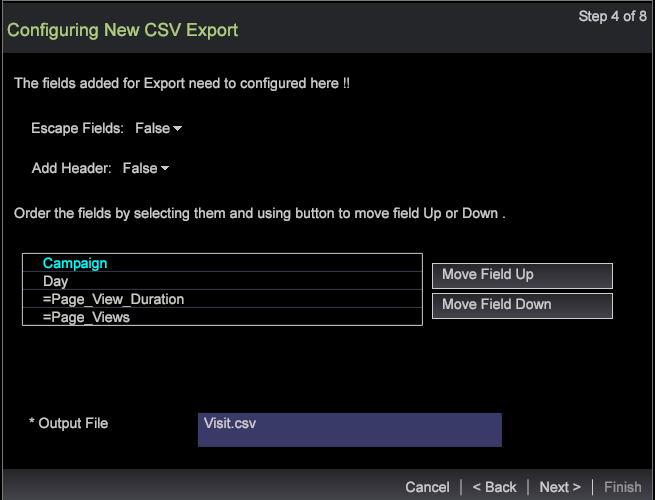 Step 4 of 8
Configuring New CSV Export
The fields added for Export need to configured here !!
Escape Fields: False
Add Header: False
Order the fields by selecting them and using button to move field Up or Down .
Campaign
Day
=Page_View_Duration
=Page_Views
Move Field Up
Move Field Down
* Output File Visit.csv
Cancel | < Back | Next > | Finish